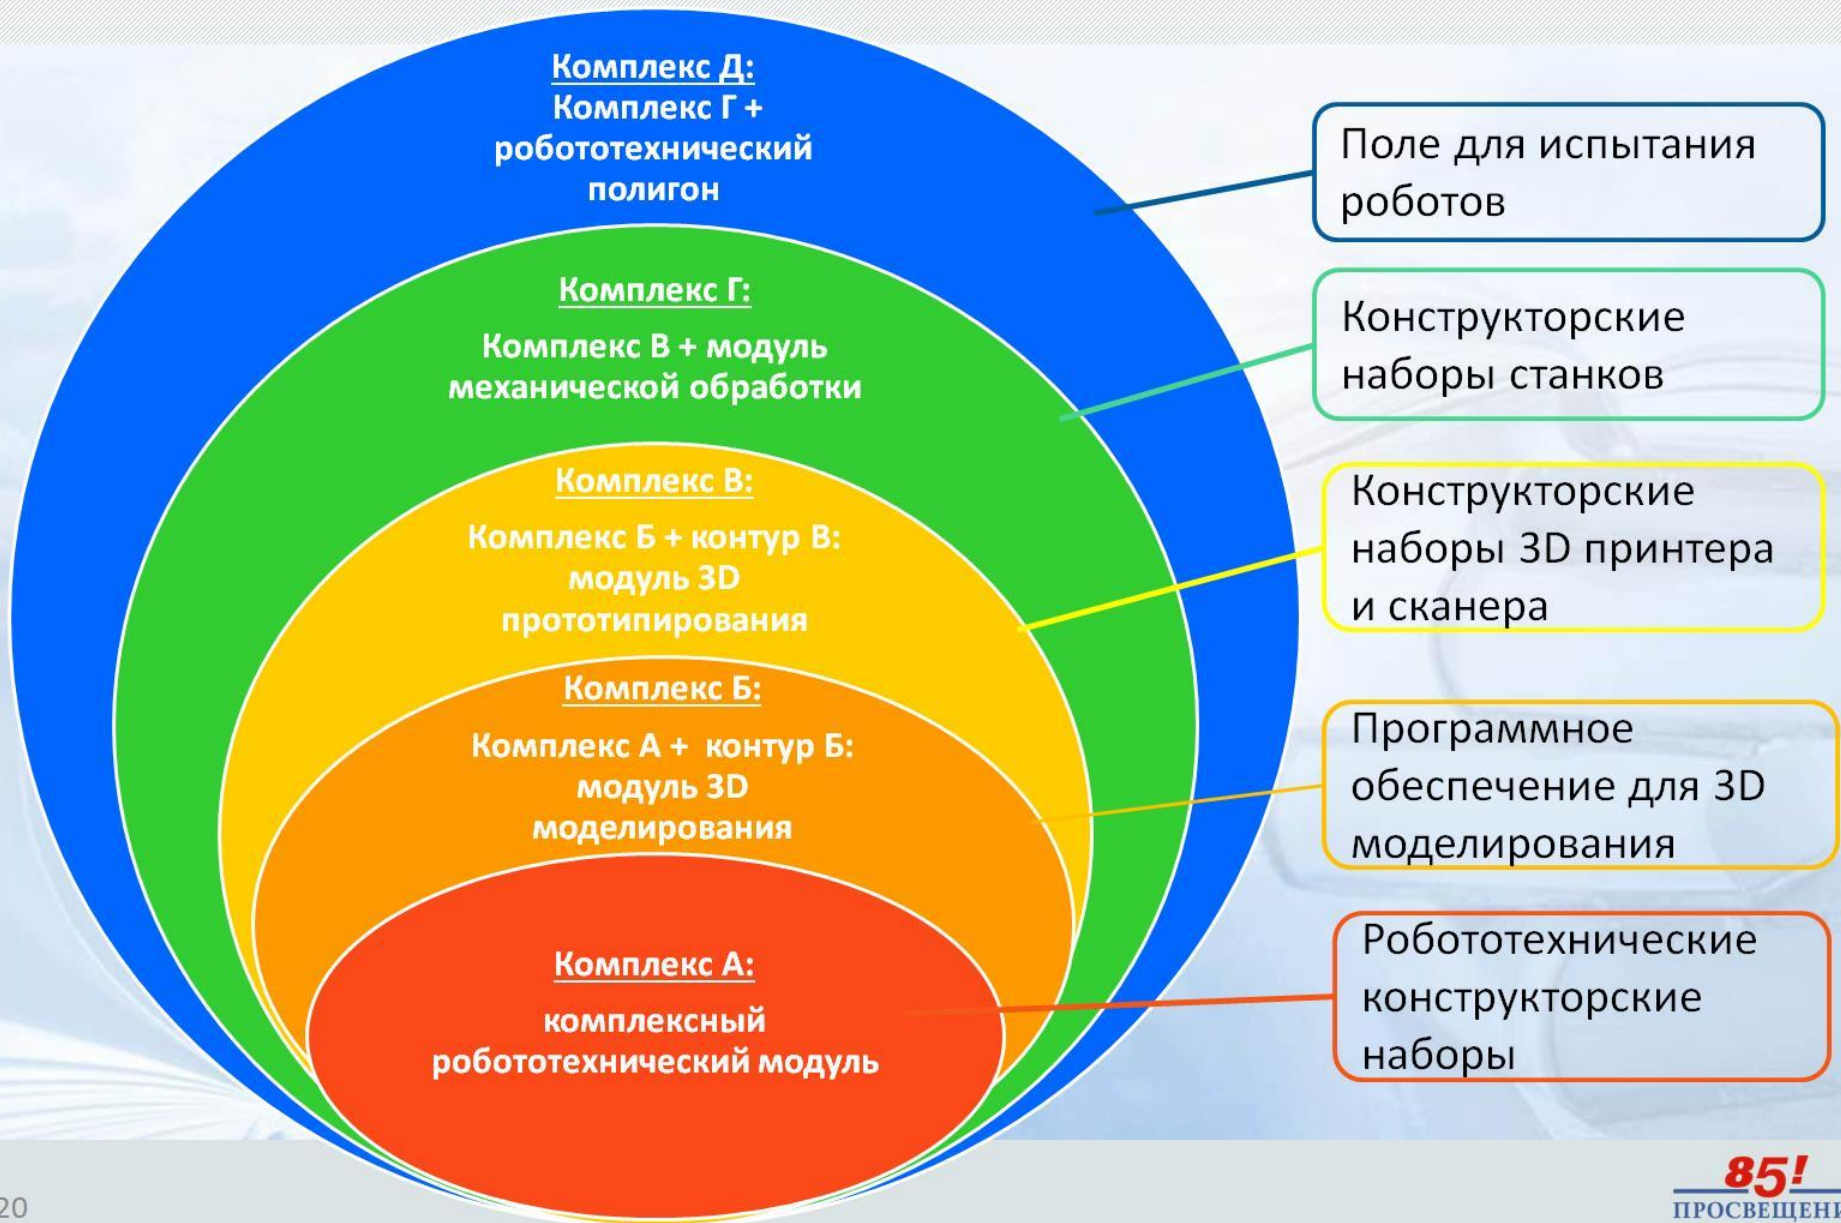 Комплекс Д:
Комплекс Г +
робототехнический
полигон
Комплекс Г:
Комплекс В + модуль
механической обработки
Комплекс В:
Комплекс Б + контур В:
модуль 3D
прототипирования
Комплекс Б:
Комплекс А + контур Б:
модуль 3D
моделирования
Комплекс А:
комплексный
робототехнический модуль
Поле для испытания
роботов
Конструкторские
наборы станков
Конструкторские
наборы 3D принтера
и сканера
Программное
обеспечение для 3D
моделирования
Робототехнические
конструкторские
наборы
20
85!
ПРОСВЕЩЕНИ